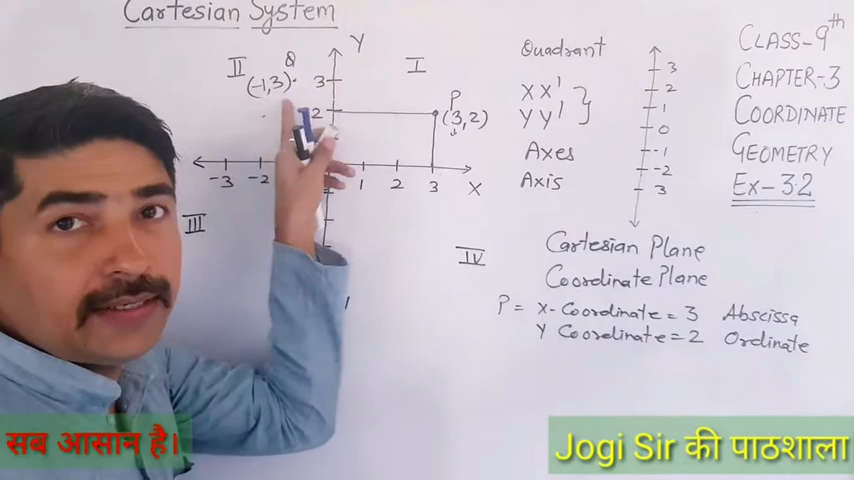 Cartesian System
Y
II
Q
(-1,3)
3
I
2
P
(3,2)
-3 -2 1 2 3 X
III
IV
Quadrant
XX'
YY'
Axes
Axis
3
2
1
0
-1
-2
3
Cartesian Plane
Coordinate Plane
P = X-Coordinate = 3 Abscissa
Y Coordinate = 2 Ordinate
CLASS-9th
CHAPTER-3
COORDINATE
GEOMETRY
Ex-3.2
सब आसान है।
Jogi Sir की पाठशाला